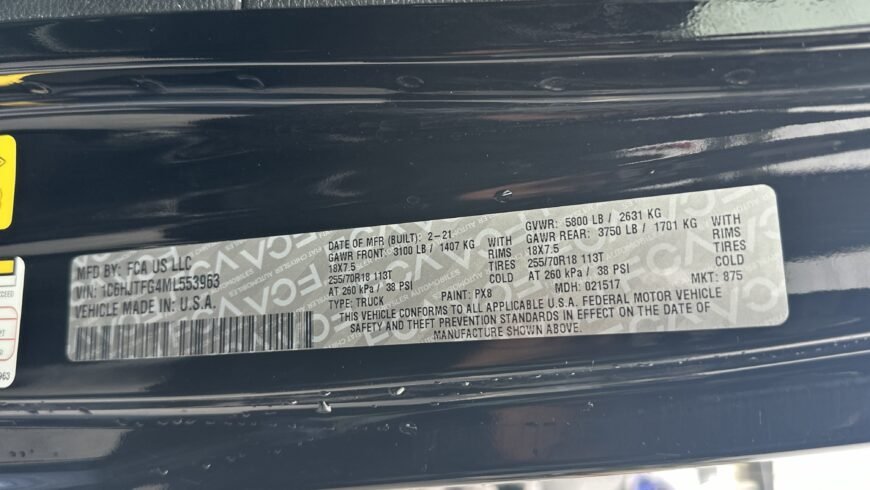 MFD BY: FCA US LLC
VIN: 1C6HJTFG4ML553963
VEHICLE MADE IN: U.S.A.
DATE OF MFR (BUILT): 2-21
GAWR FRONT: 3100 LB / 1407 KG WITH
18X7.5 RIMS
255/70R18 113T TIRES
AT 260 kPa / 38 PSI COLD
TYPE: TRUCK
GVWR: 5800 LB / 2631 KG
GAWR REAR: 3750 LB / 1701 KG WITH
18X7.5 RIMS
255/70R18 113T TIRES
AT 260 kPa / 38 PSI COLD
PAINT: PX8 MDH: 021517 MKT: 875
VEHICLE CONFORMS TO ALL APPLICABLE U.S.A. FEDERAL MOTOR VEHICLE
SAFETY AND THEFT PREVENTION STANDARDS IN EFFECT ON THE DATE OF
MANUFACTURE SHOWN ABOVE.